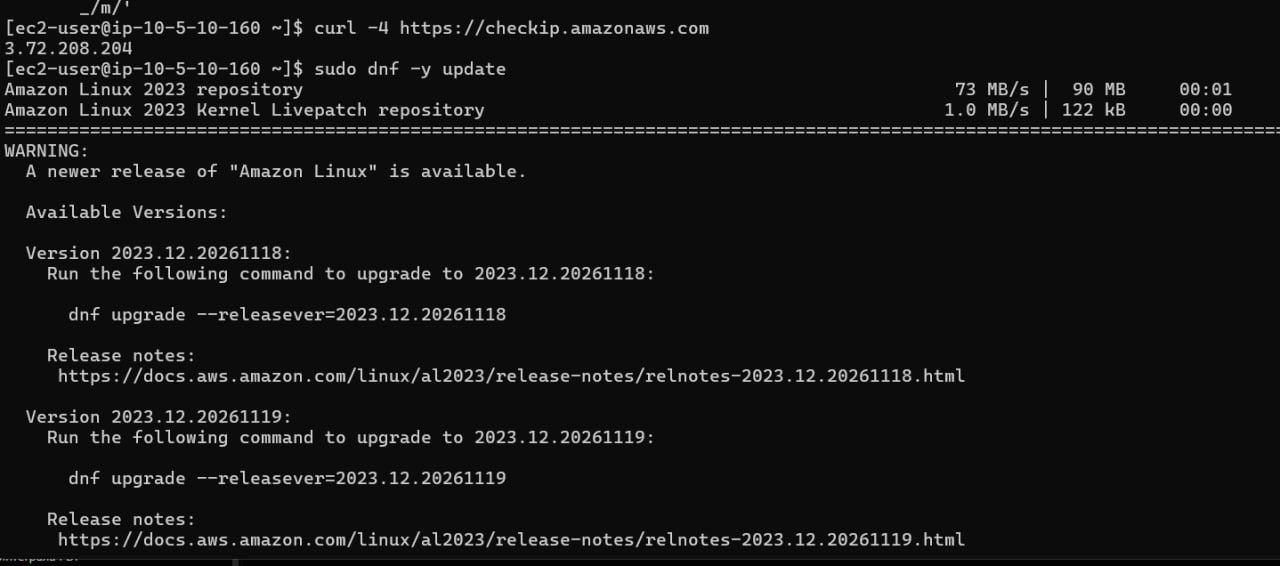 _/m/'
[ec2-user@ip-10-5-10-160 ~]$ curl -4 https://checkip.amazonaws.com
3.72.208.204
[ec2-user@ip-10-5-10-160 ~]$ sudo dnf -y update
Amazon Linux 2023 repository 73 MB/s | 90 MB 00:01
Amazon Linux 2023 Kernel Livepatch repository 1.0 MB/s | 122 kB 00:00
========================================================================================================================
WARNING:
A newer release of "Amazon Linux" is available.
Available Versions:
Version 2023.12.20261118:
Run the following command to upgrade to 2023.12.20261118:
dnf upgrade --releasever=2023.12.20261118
Release notes:
https://docs.aws.amazon.com/linux/al2023/release-notes/relnotes-2023.12.20261118.html
Version 2023.12.20261119:
Run the following command to upgrade to 2023.12.20261119:
dnf upgrade --releasever=2023.12.20261119
Release notes:
https://docs.aws.amazon.com/linux/al2023/release-notes/relnotes-2023.12.20261119.html